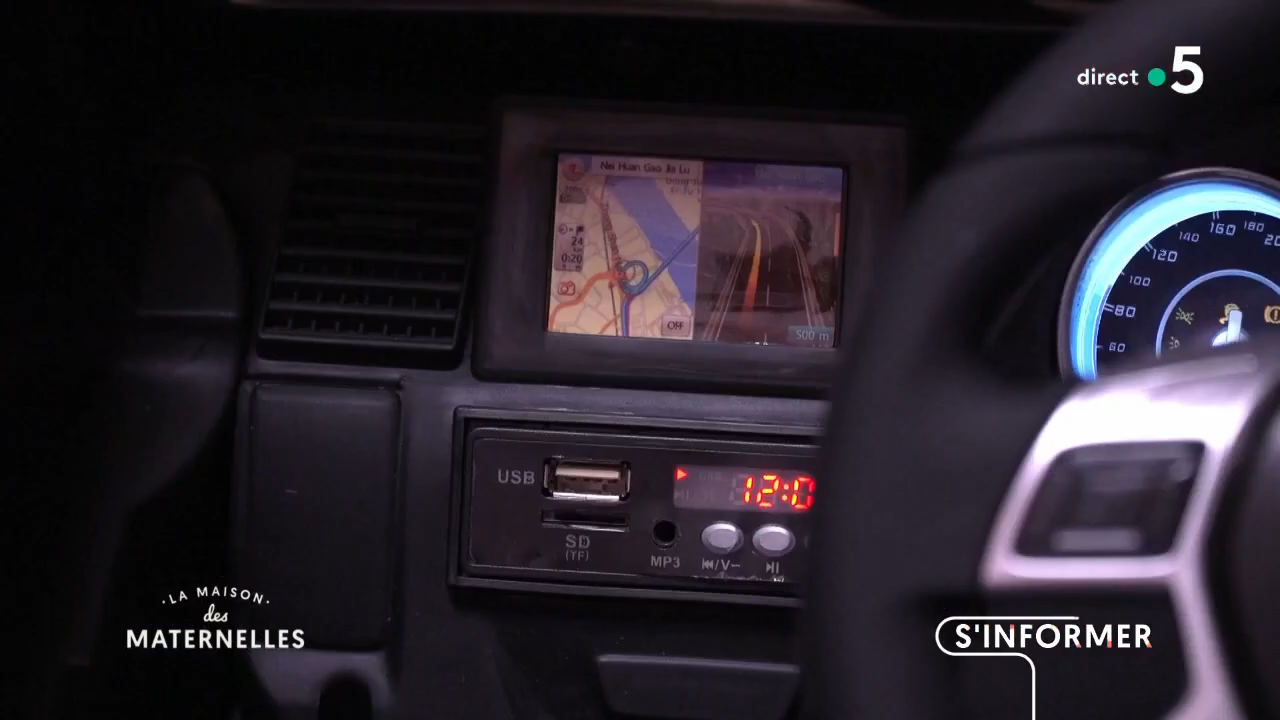 direct 5
Nei Huan Gao Jia Lu
24
0:20
OFF
500 m
60
80
100
120
140
160
180
USB
12:0
SD
(TF)
MP3
⏮/V−
⏯
·LA MAISON·
des
MATERNELLES
S'INFORMER